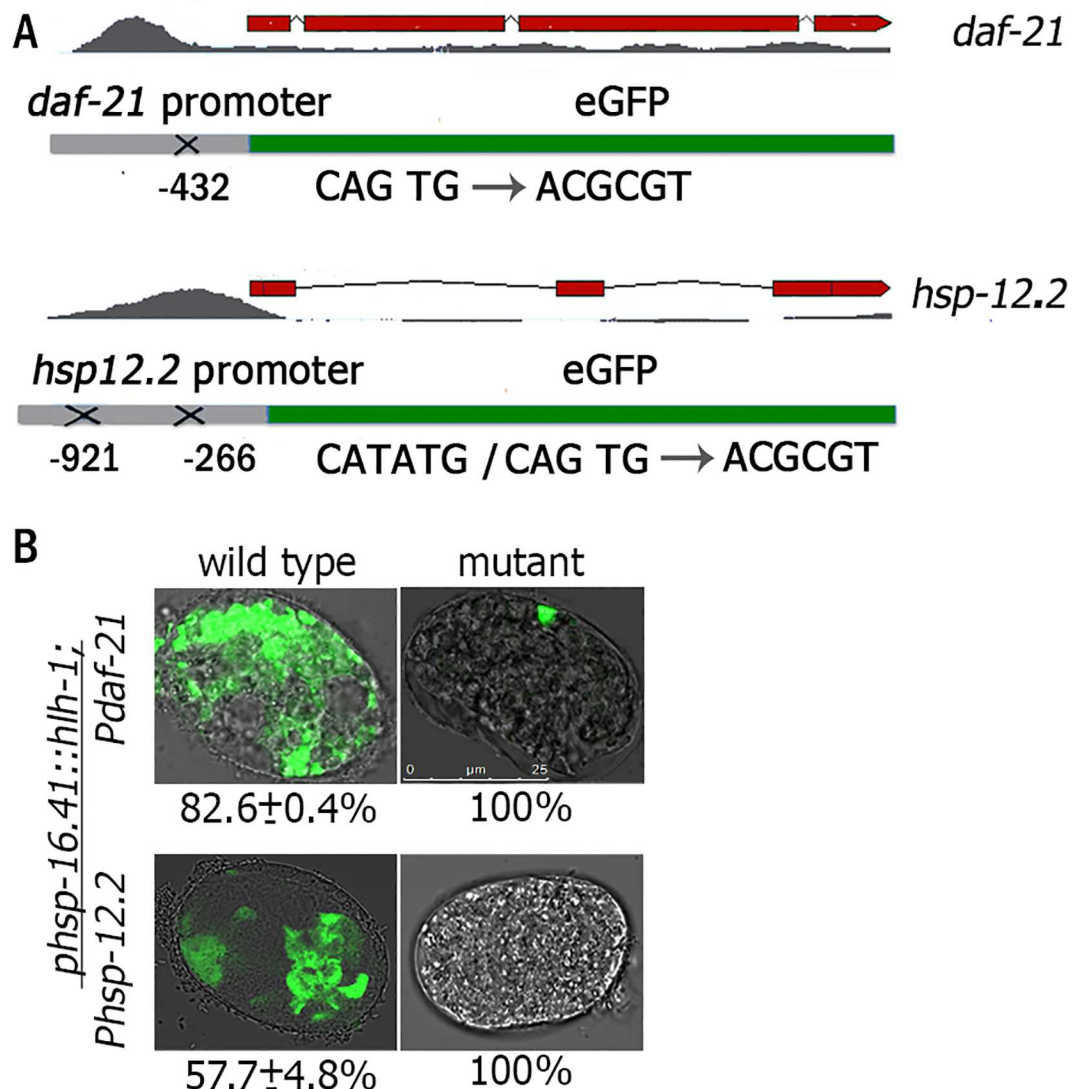 A
daf-21
daf-21 promoter eGFP
-432 CAG TG → ACGCGT
hsp-12.2
hsp12.2 promoter eGFP
-921 -266 CATATG / CAG TG → ACGCGT
B
wild type mutant
phsp-16.41::hlh-1;
Pdaf-21
0 µm 25
82.6±0.4% 100%
Phsp-12.2
57.7±4.8% 100%